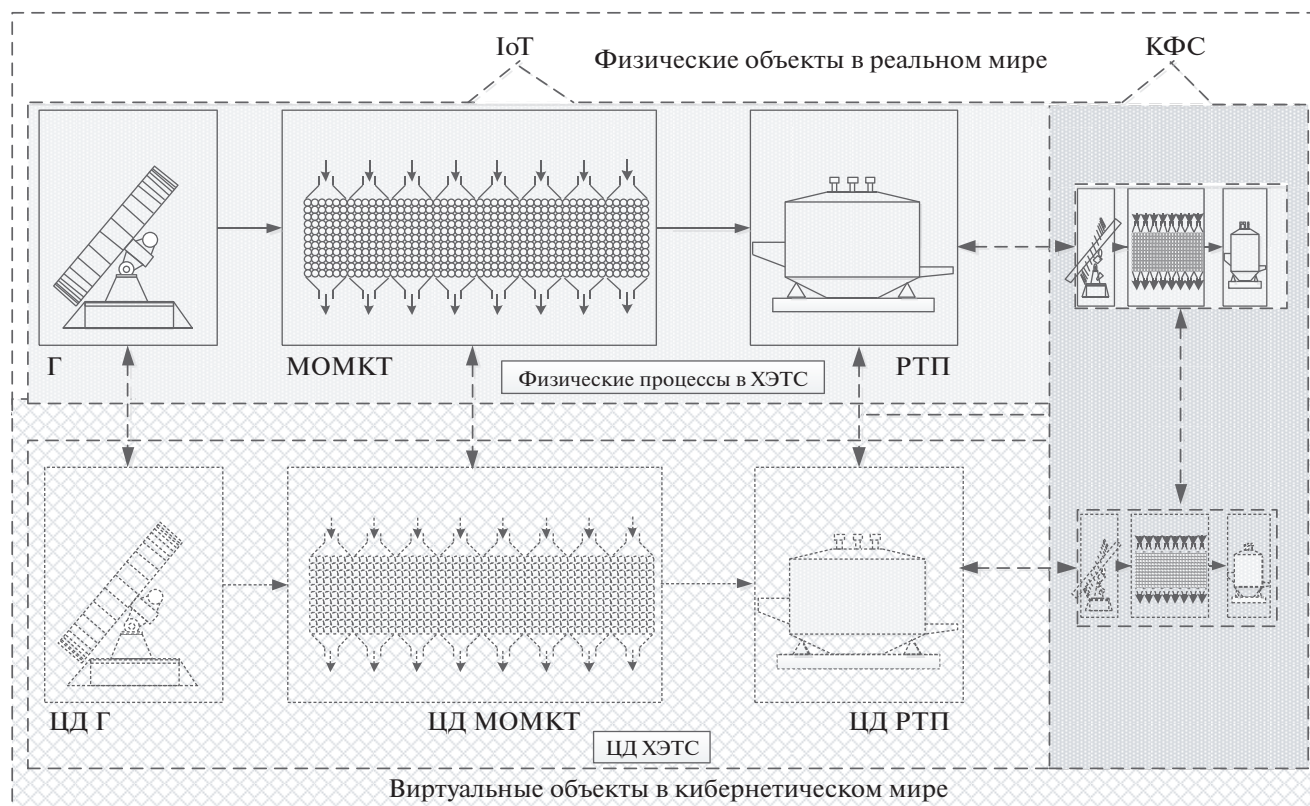 IoT
Физические объекты в реальном мире
КФС
Г
МОМКТ
РТП
Физические процессы в ХЭТС
ЦД Г
ЦД МОМКТ
ЦД РТП
ЦД ХЭТС
Виртуальные объекты в кибернетическом мире